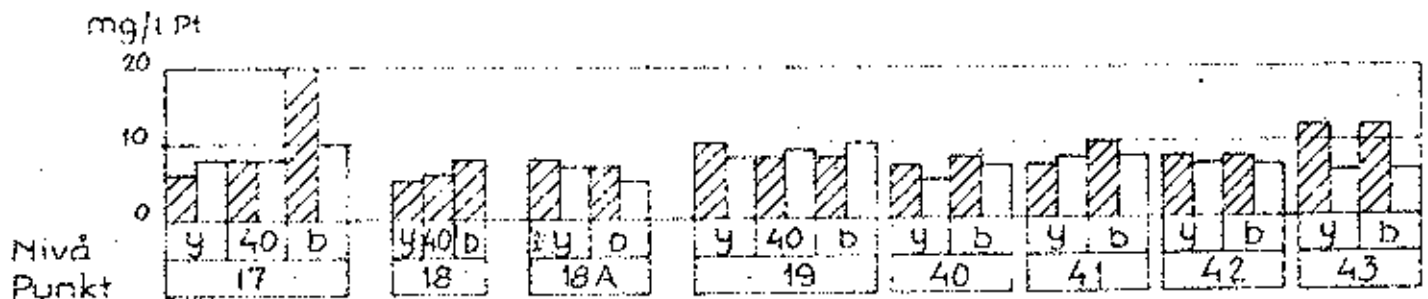 mg/l Pt
20
10
0
Nivå y 40 b y 40 b y b y 40 b y b y b y b y b
Punkt 17 18 18A 19 40 41 42 43